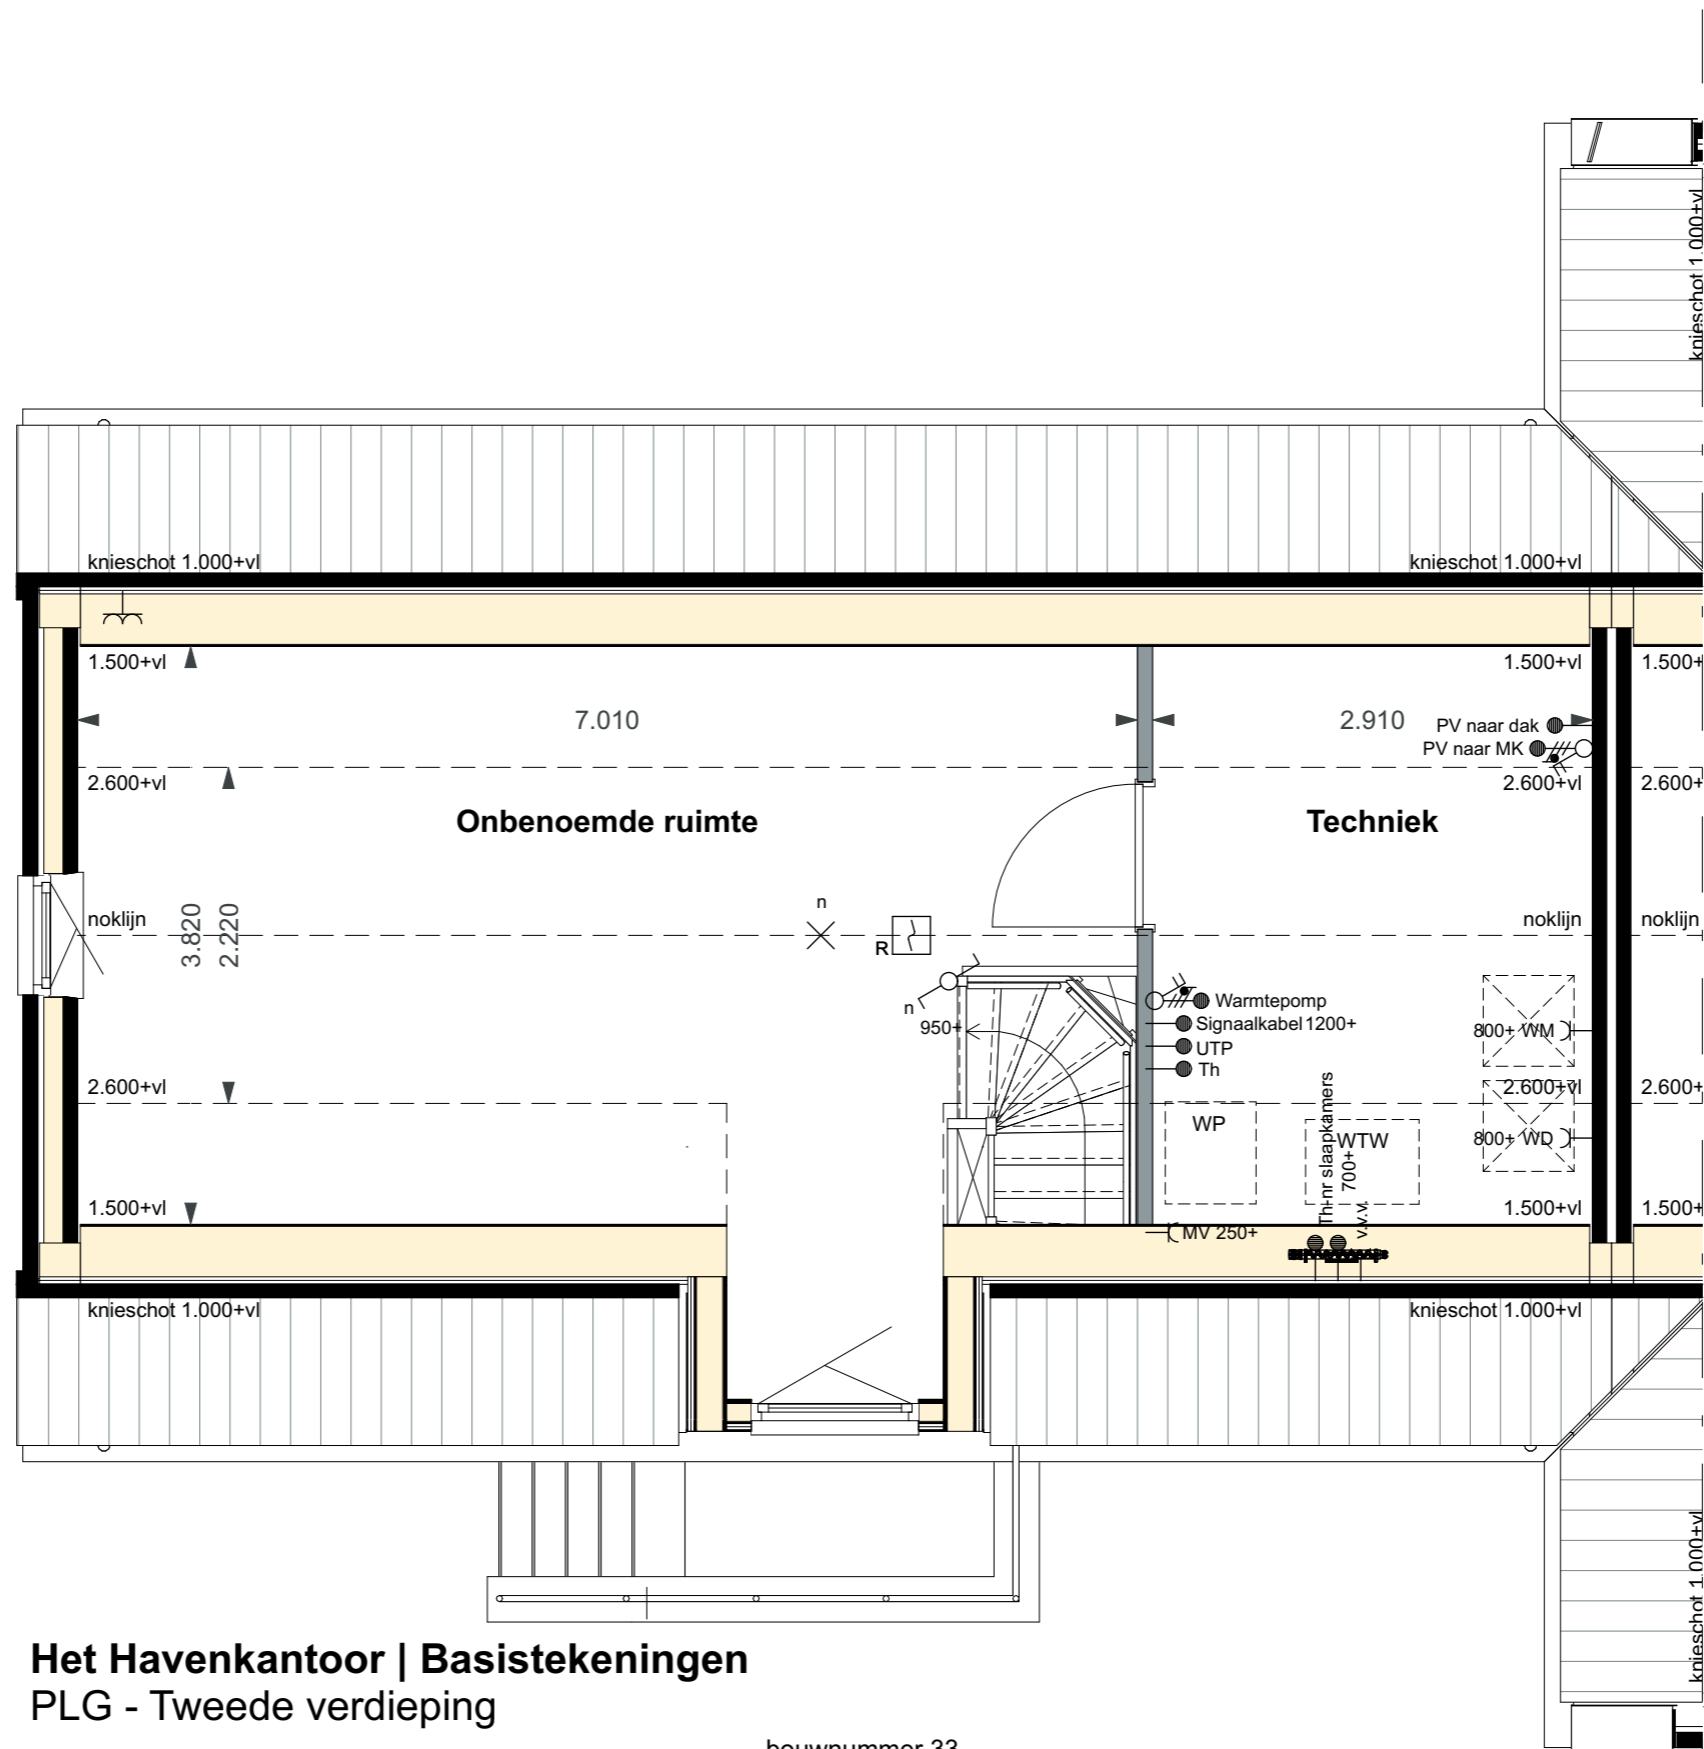 knieschot 1.000+vl
knieschot 1.000+vl
knieschot 1.000+vl
1.500+vl
1.500+vl
1.500+
7.010
2.910
PV naar dak
PV naar MK
2.600+vl
2.600+vl
2.600+
Onbenoemde ruimte
Techniek
n
noklijn
3.820
2.220
R
noklijn
noklijn
n
950+
Warmtepomp
Signaalkabel 1200+
UTP
Th
800+ WM
2.600+vl
2.600+vl
2.600+
WP
WTW
Th-nr slaapkamers
700+
v.v.v.
800+ WD
1.500+vl
1.500+vl
1.500+
MV 250+
knieschot 1.000+vl
knieschot 1.000+vl
knieschot 1.000+vl
Het Havenkantoor | Basistekeningen
PLG - Tweede verdieping
bouwnummer 33